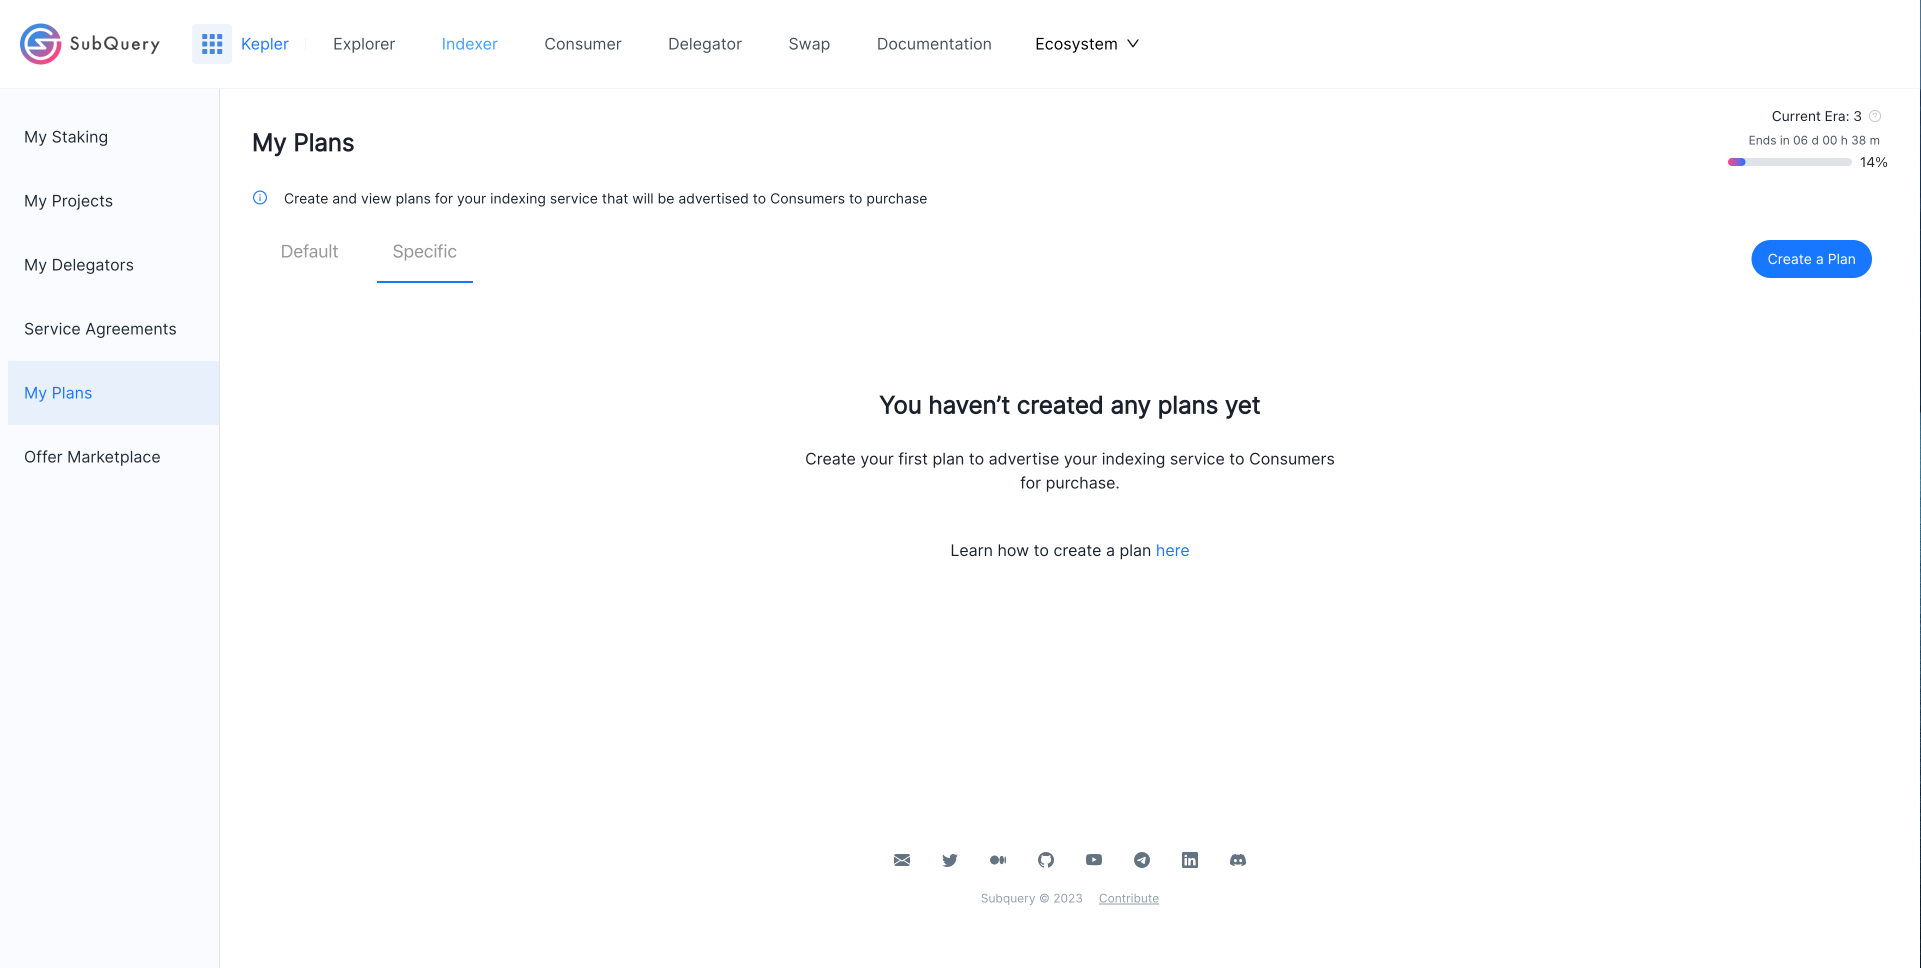 SubQuery
Kepler
Explorer
Indexer
Consumer
Delegator
Swap
Documentation
Ecosystem
My Staking
My Projects
My Delegators
Service Agreements
My Plans
Offer Marketplace
My Plans
Current Era: 3
Ends in 06 d 00 h 38 m
14%
Create and view plans for your indexing service that will be advertised to Consumers to purchase
Default
Specific
Create a Plan
You haven’t created any plans yet
Create your first plan to advertise your indexing service to Consumers
for purchase.
Learn how to create a plan here
Subquery © 2023
Contribute